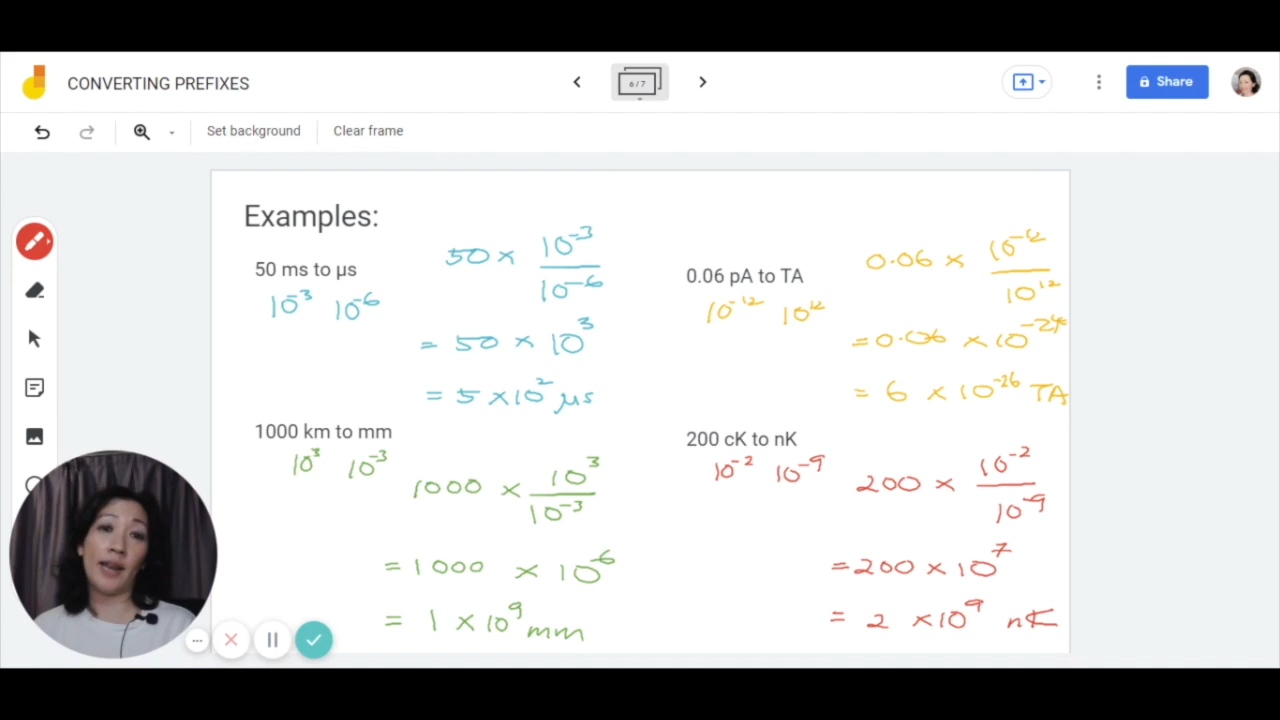 CONVERTING PREFIXES
6 / 7
Share
Set background
Clear frame
Examples:
50 ms to µs
10⁻³ 10⁻⁶
50 × 10⁻³
10⁻⁶
= 50 × 10³
= 5 × 10² µs
0.06 pA to TA
10⁻¹² 10¹²
0.06 × 10⁻¹²
10¹²
= 0.06 × 10⁻²⁴
= 6 × 10⁻²⁶ TA
1000 km to mm
10³ 10⁻³
1000 × 10³
10⁻³
= 1000 × 10⁻⁶
= 1 × 10⁹ mm
200 cK to nK
10⁻² 10⁻⁹
200 × 10⁻²
10⁻⁹
= 200 × 10⁷
= 2 × 10⁹ nK